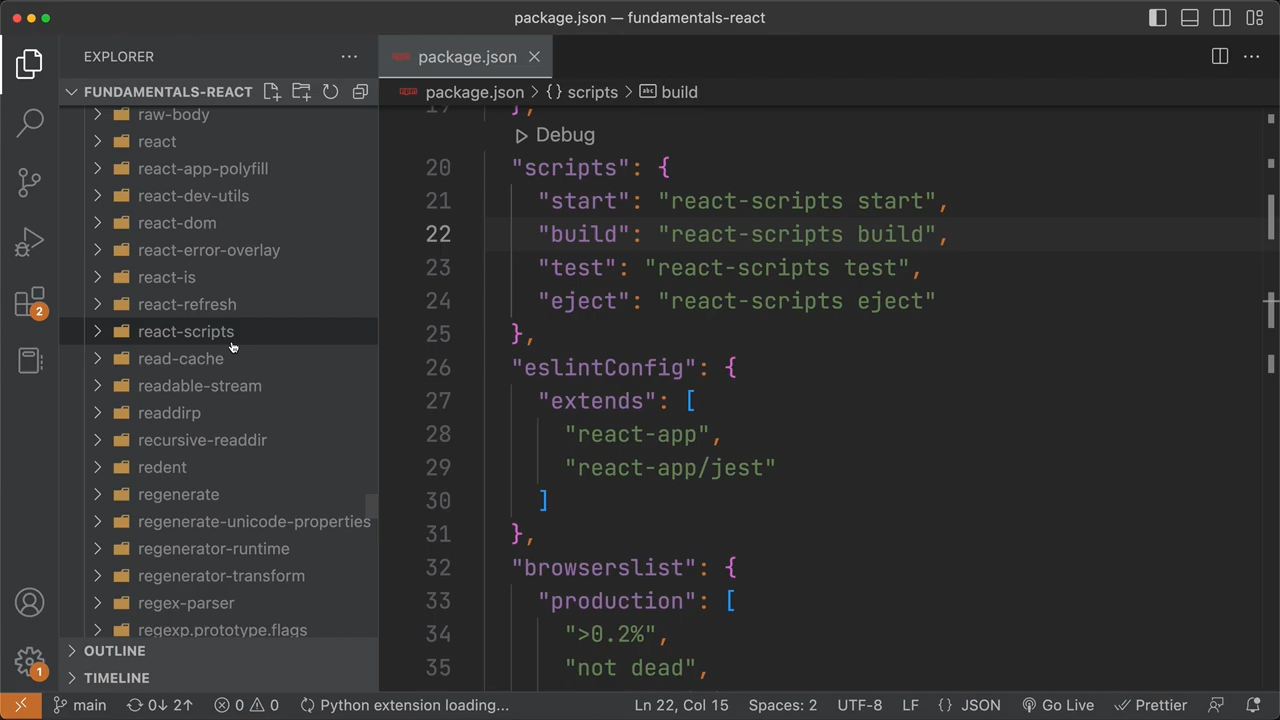 package.json — fundamentals-react
EXPLORER
package.json
FUNDAMENTALS-REACT
package.json > {} scripts > abc build
raw-body
react
react-app-polyfill
react-dev-utils
react-dom
react-error-overlay
react-is
react-refresh
react-scripts
read-cache
readable-stream
readdirp
recursive-readdir
redent
regenerate
regenerate-unicode-properties
regenerator-runtime
regenerator-transform
regex-parser
regexp.prototype.flags
OUTLINE
TIMELINE
2
1
19 },
Debug
20 "scripts": {
21 "start": "react-scripts start",
22 "build": "react-scripts build",
23 "test": "react-scripts test",
24 "eject": "react-scripts eject"
25 },
26 "eslintConfig": {
27 "extends": [
28 "react-app",
29 "react-app/jest"
30 ]
31 },
32 "browserslist": {
33 "production": [
34 ">0.2%",
35 "not dead",
main 0↓ 2↑ 0 0 Python extension loading... Ln 22, Col 15 Spaces: 2 UTF-8 LF {} JSON Go Live Prettier